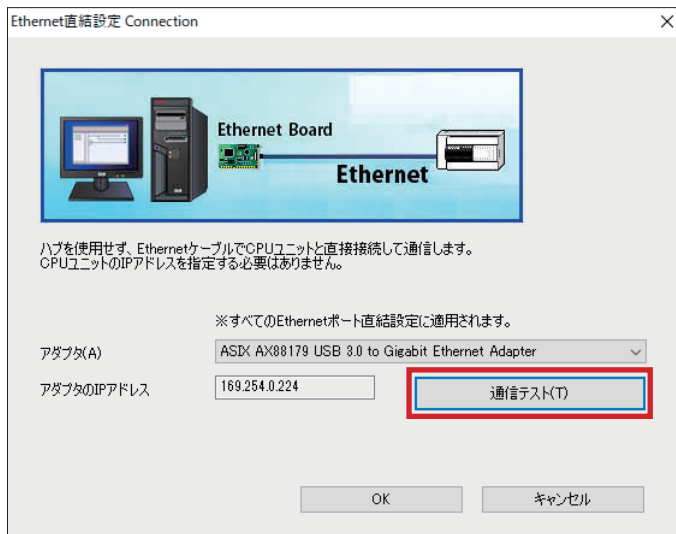 Ethernet直結設定 Connection
Ethernet Board
Ethernet
ハブを使用せず、EthernetケーブルでCPUユニットと直接接続して通信します。
CPUユニットのIPアドレスを指定する必要はありません。
※すべてのEthernetポート直結設定に適用されます。
アダプタ(A)
ASIX AX88179 USB 3.0 to Gigabit Ethernet Adapter
アダプタのIPアドレス
169.254.0.224
通信テスト(T)
OK
キャンセル